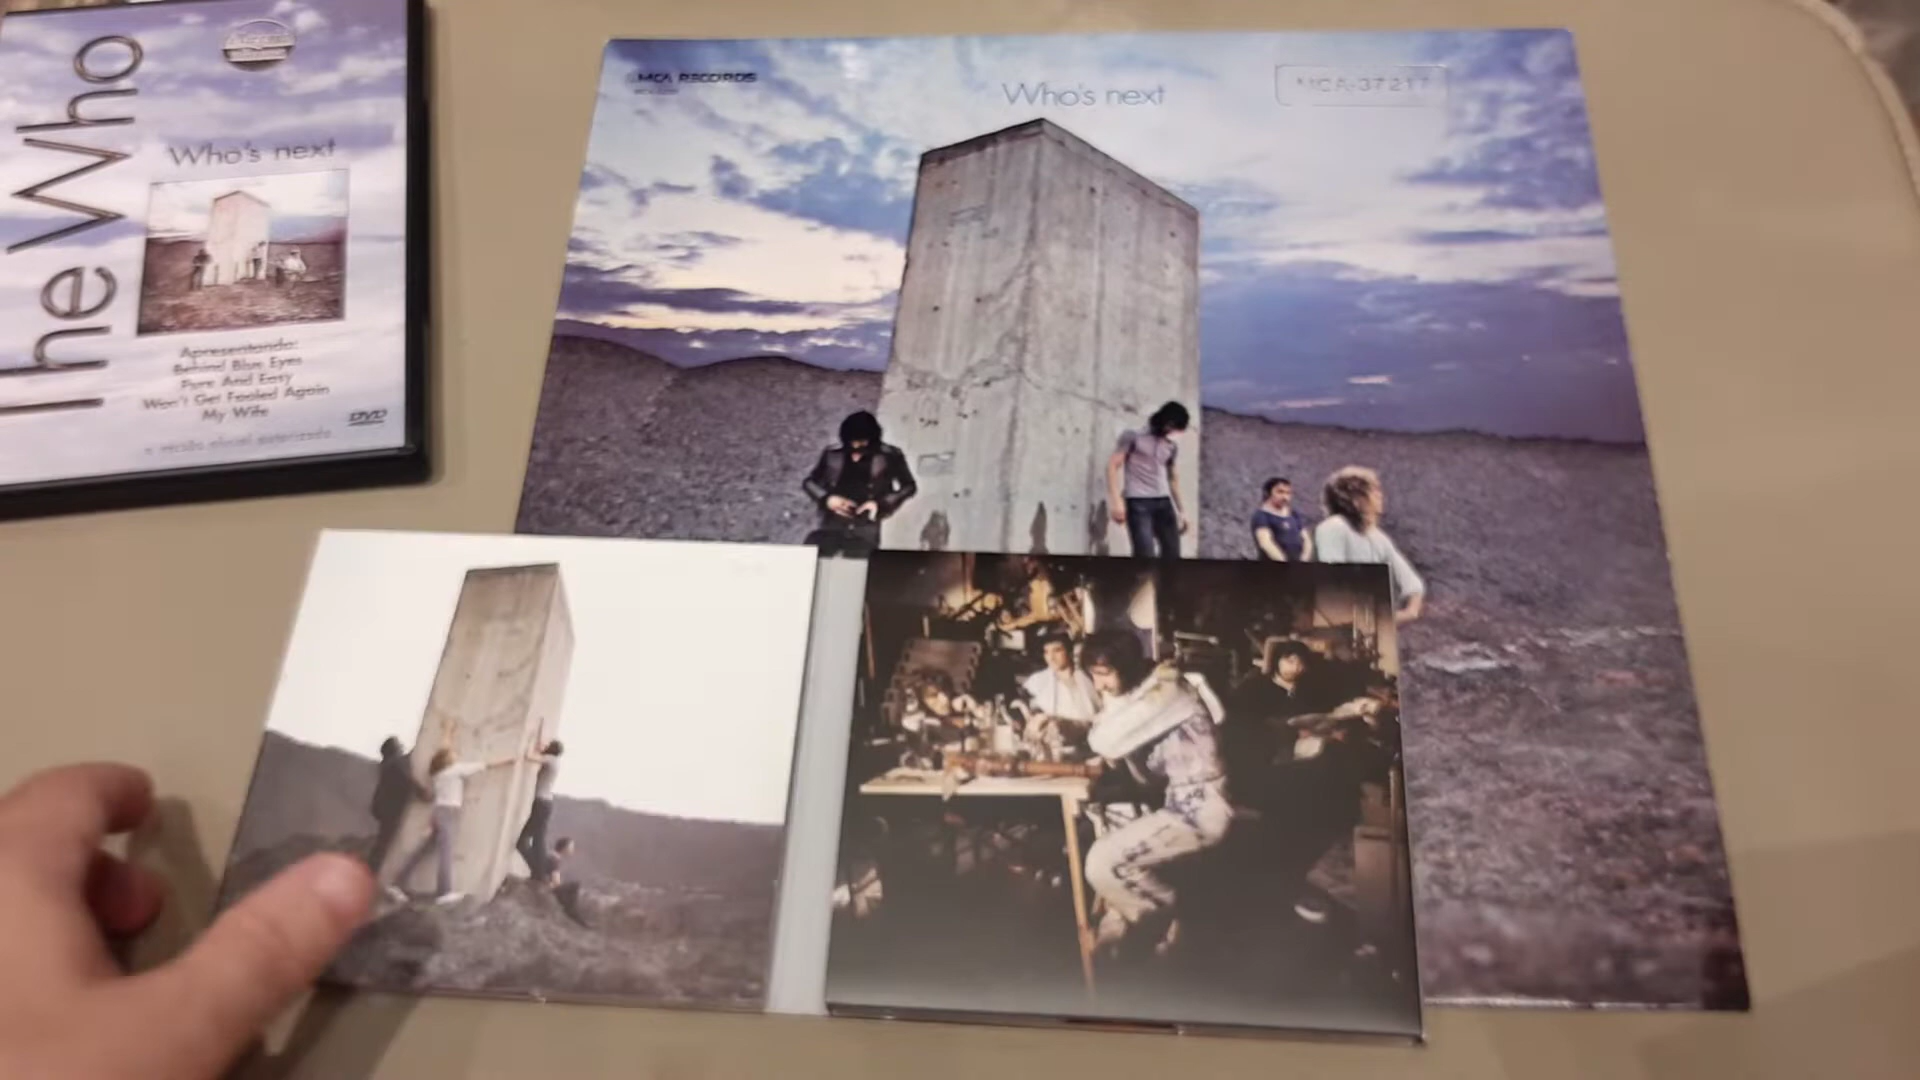 The Who
Who's next
Apresentando:
Behind Blue Eyes
Pure And Easy
Won't Get Fooled Again
My Wife
DVD
MCA RECORDS
Who's next
MCA-37217